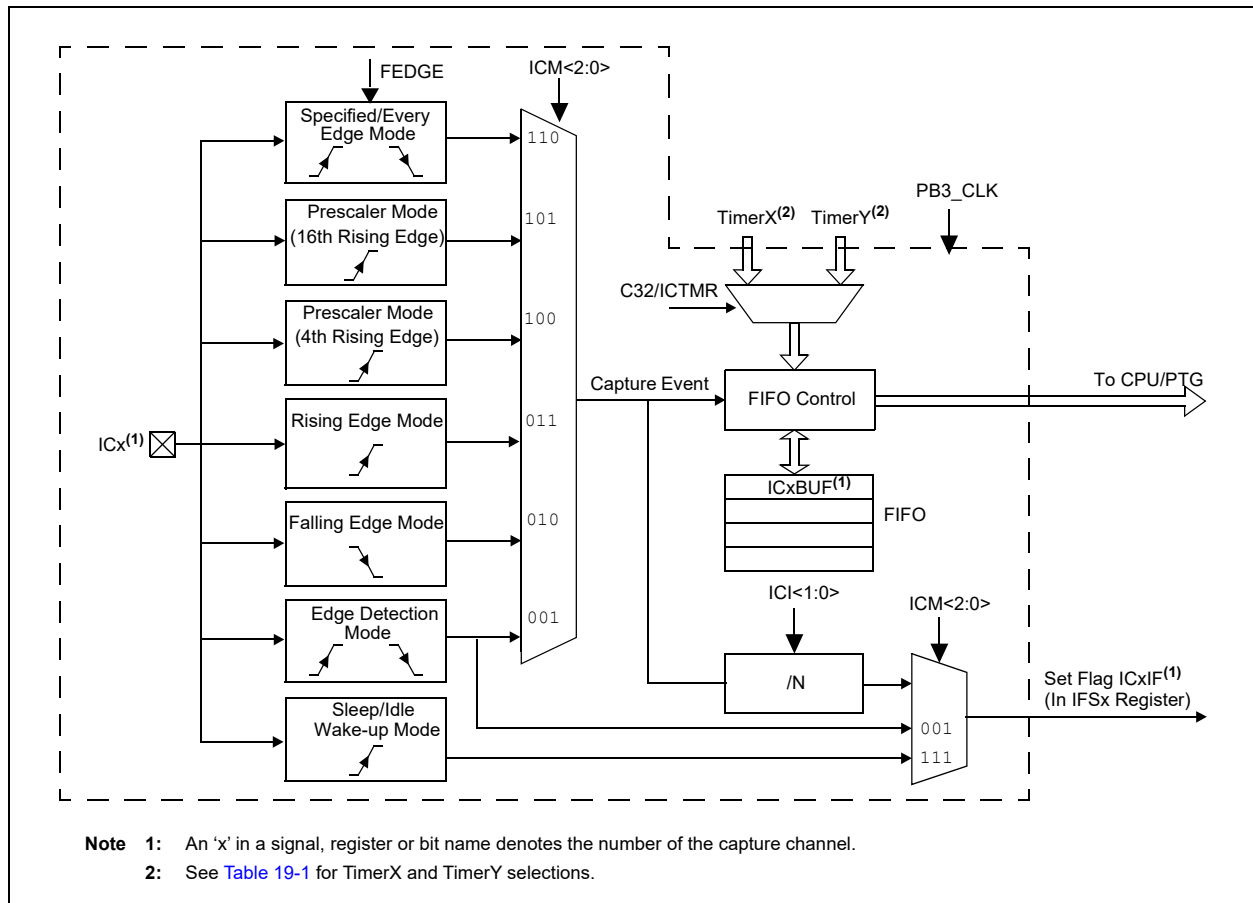 FEDGE
ICM<2:0>
Specified/Every
Edge Mode
110
Prescaler Mode
(16th Rising Edge)
101
PB3_CLK
TimerX(2)
TimerY(2)
C32/ICTMR
Prescaler Mode
(4th Rising Edge)
100
Capture Event
FIFO Control
To CPU/PTG
ICx(1)
Rising Edge Mode
011
ICxBUF(1)
FIFO
Falling Edge Mode
010
Edge Detection
Mode
001
ICI<1:0>
ICM<2:0>
/N
Set Flag ICxIF(1)
(In IFSx Register)
Sleep/Idle
Wake-up Mode
001
111
Note 1: An ‘x’ in a signal, register or bit name denotes the number of the capture channel.
2: See Table 19-1 for TimerX and TimerY selections.